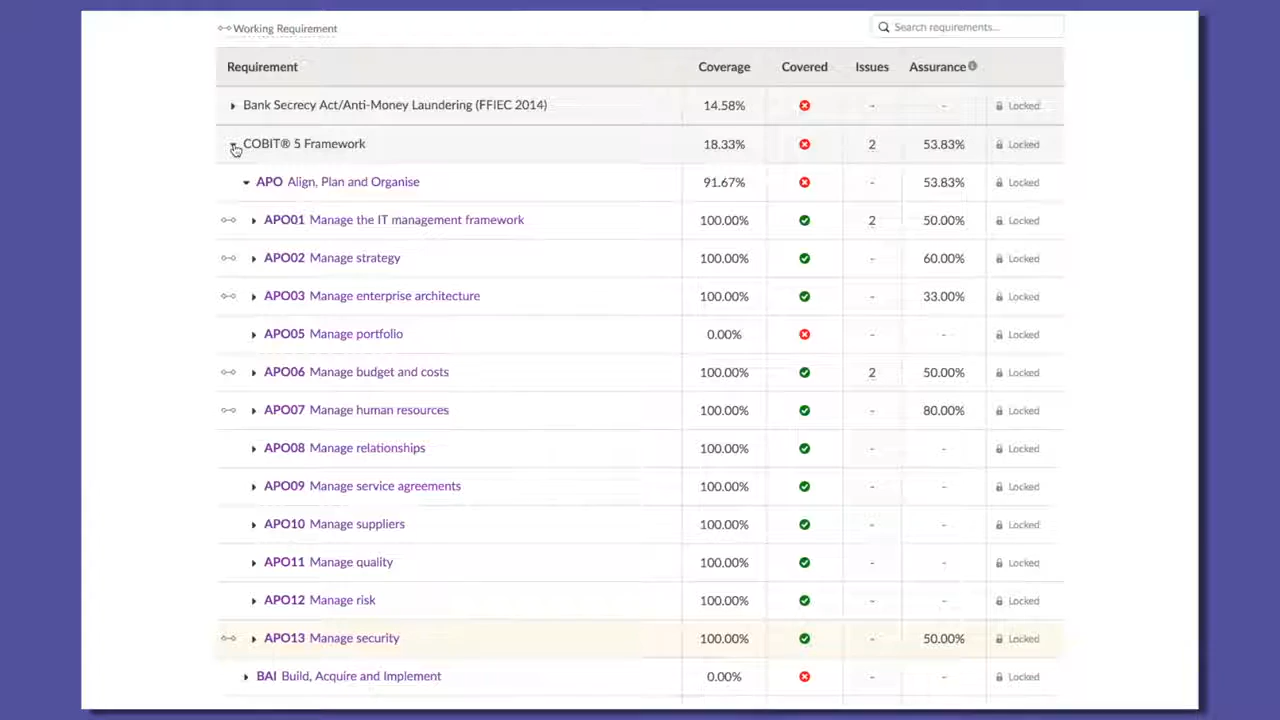 Working Requirement
Search requirements...
Requirement Coverage Covered Issues Assurance
Bank Secrecy Act/Anti-Money Laundering (FFIEC 2014) 14.58% - - Locked
COBIT® 5 Framework 18.33% 2 53.83% Locked
APO Align, Plan and Organise 91.67% - 53.83% Locked
APO01 Manage the IT management framework 100.00% 2 50.00% Locked
APO02 Manage strategy 100.00% - 60.00% Locked
APO03 Manage enterprise architecture 100.00% - 33.00% Locked
APO05 Manage portfolio 0.00% - - Locked
APO06 Manage budget and costs 100.00% 2 50.00% Locked
APO07 Manage human resources 100.00% - 80.00% Locked
APO08 Manage relationships 100.00% - - Locked
APO09 Manage service agreements 100.00% - - Locked
APO10 Manage suppliers 100.00% - - Locked
APO11 Manage quality 100.00% - - Locked
APO12 Manage risk 100.00% - - Locked
APO13 Manage security 100.00% - 50.00% Locked
BAI Build, Acquire and Implement 0.00% - - Locked